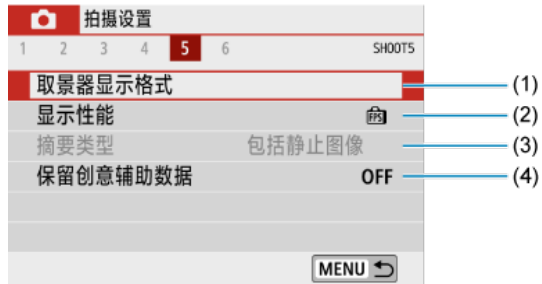 拍摄设置
1 2 3 4 5 6 SHOOT5
取景器显示格式 (1)
显示性能 FPS (2)
摘要类型 包括静止图像 (3)
保留创意辅助数据 OFF (4)
MENU